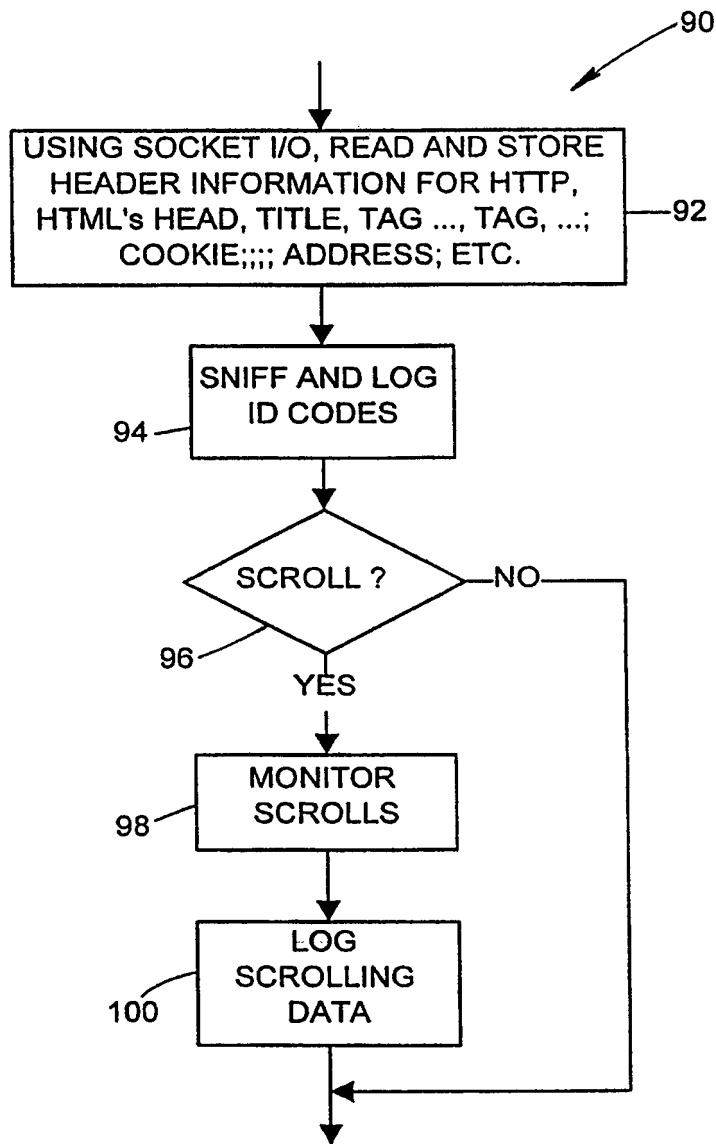 90
USING SOCKET I/O, READ AND STORE
HEADER INFORMATION FOR HTTP,
HTML's HEAD, TITLE, TAG ..., TAG, ...;
COOKIE;;;; ADDRESS; ETC.
92
SNIFF AND LOG
ID CODES
94
SCROLL ?
NO
96
YES
MONITOR
SCROLLS
98
LOG
SCROLLING
DATA
100